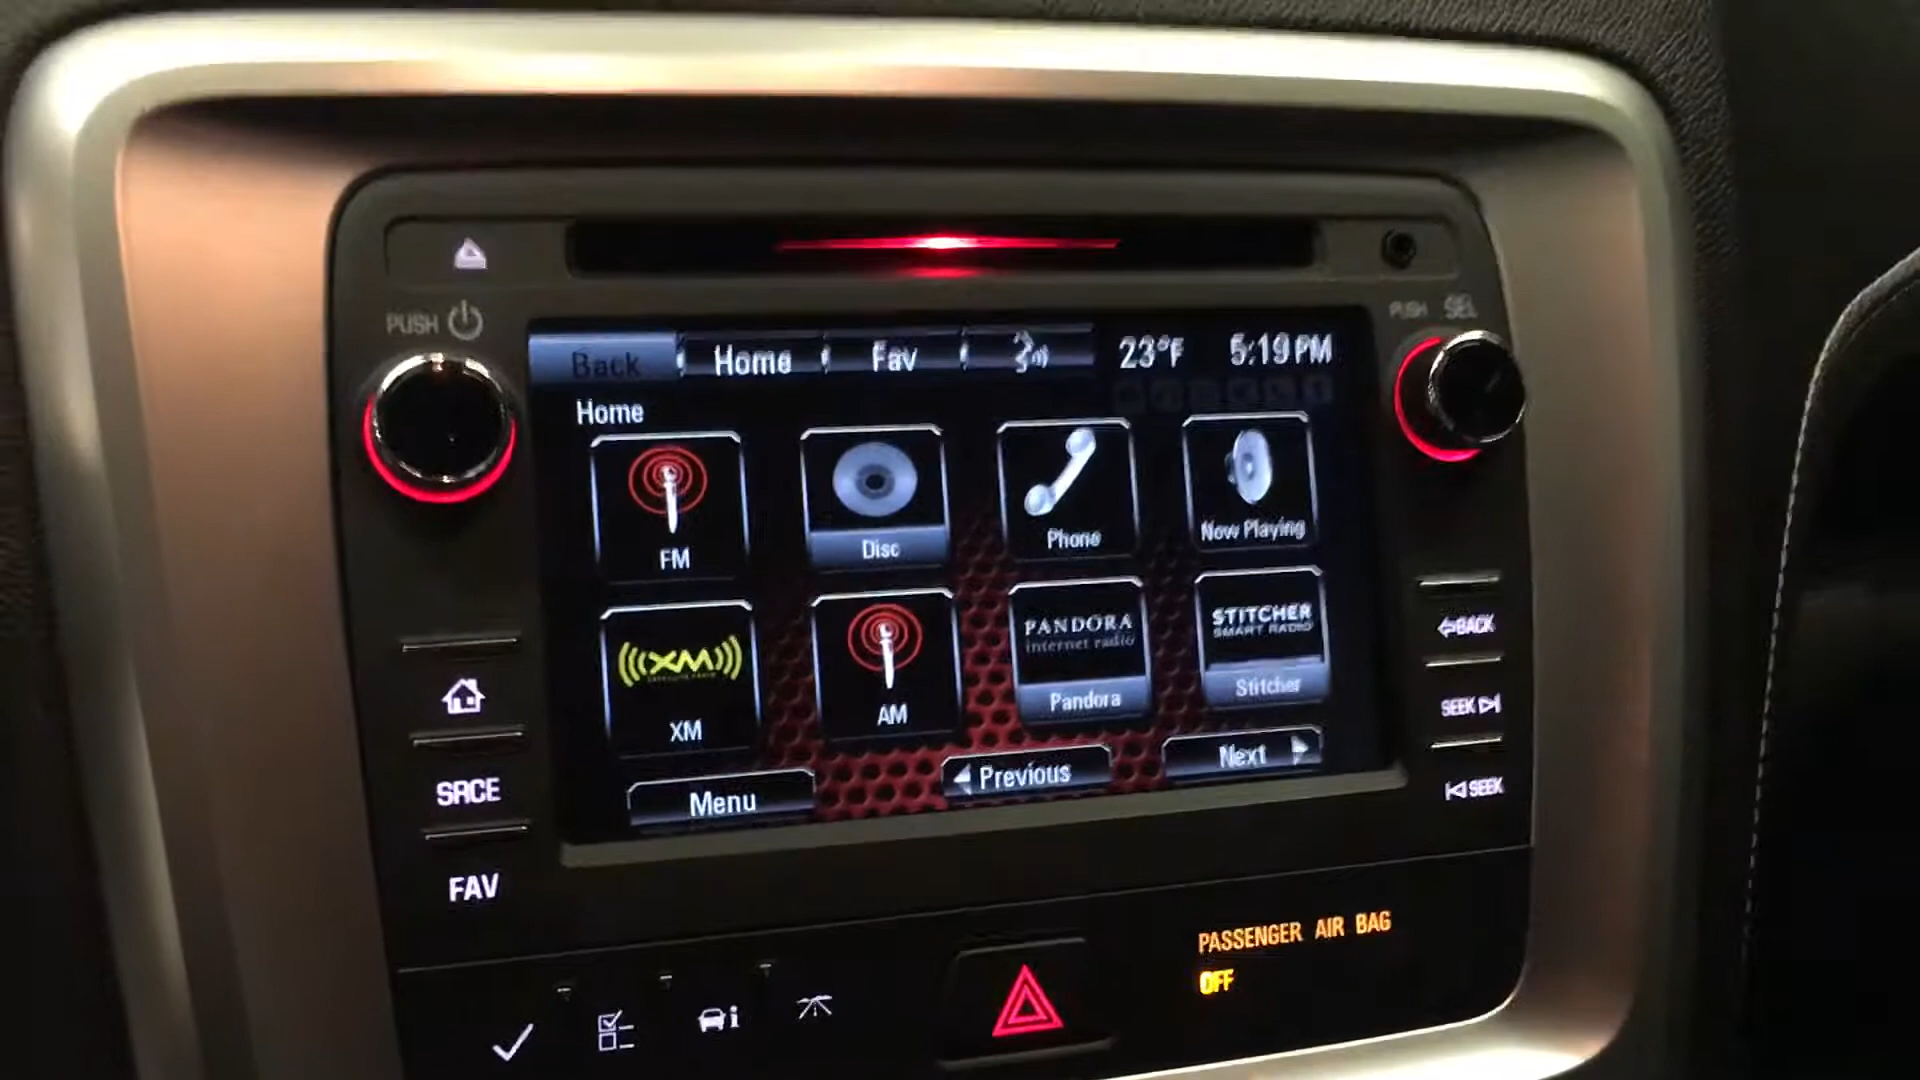 PUSH
PUSH SEL
Back Home Fav 23°F 5:19 PM
Home
FM Disc Phone Now Playing
XM
PANDORA
internet radio
STITCHER
SMART RADIO
XM AM Pandora Stitcher
Menu Previous Next
SRCE
FAV
BACK
SEEK
SEEK
PASSENGER AIR BAG
OFF
i